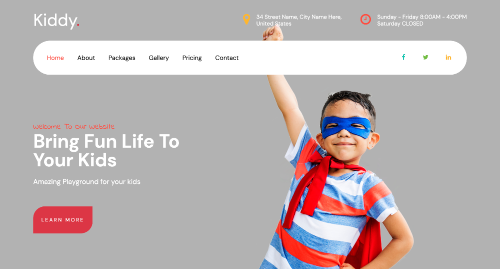 Kiddy.
34 Street Name, City Name Here,
United States
Sunday - Friday 8:00AM - 4:00PM
Saturday CLOSED
Home About Packages Gallery Pricing Contact
Welcome To Our Website
Bring Fun Life To
Your Kids
Amazing Playground for your kids
LEARN MORE